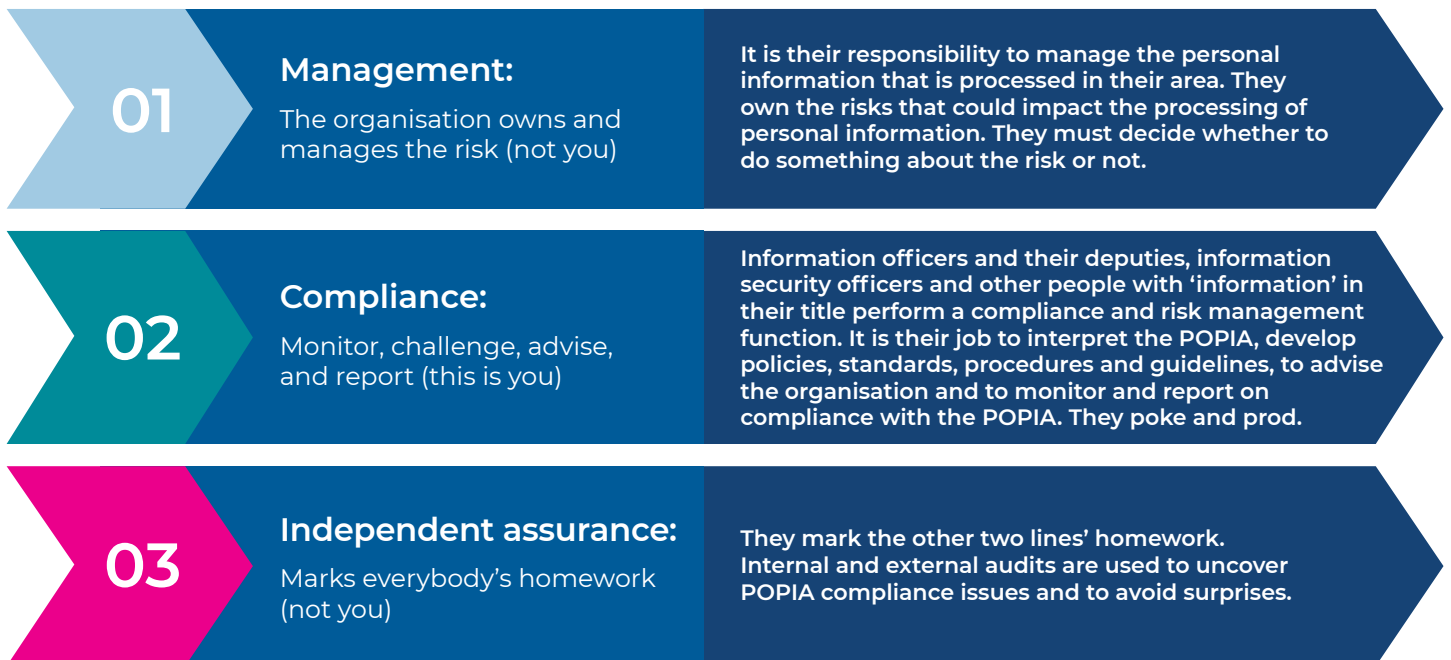 01
Management:
The organisation owns and
manages the risk (not you)
It is their responsibility to manage the personal
information that is processed in their area. They
own the risks that could impact the processing of
personal information. They must decide whether to
do something about the risk or not.
02
Compliance:
Monitor, challenge, advise,
and report (this is you)
Information officers and their deputies, information
security officers and other people with ‘information’ in
their title perform a compliance and risk management
function. It is their job to interpret the POPIA, develop
policies, standards, procedures and guidelines, to advise
the organisation and to monitor and report on
compliance with the POPIA. They poke and prod.
03
Independent assurance:
Marks everybody’s homework
(not you)
They mark the other two lines’ homework.
Internal and external audits are used to uncover
POPIA compliance issues and to avoid surprises.